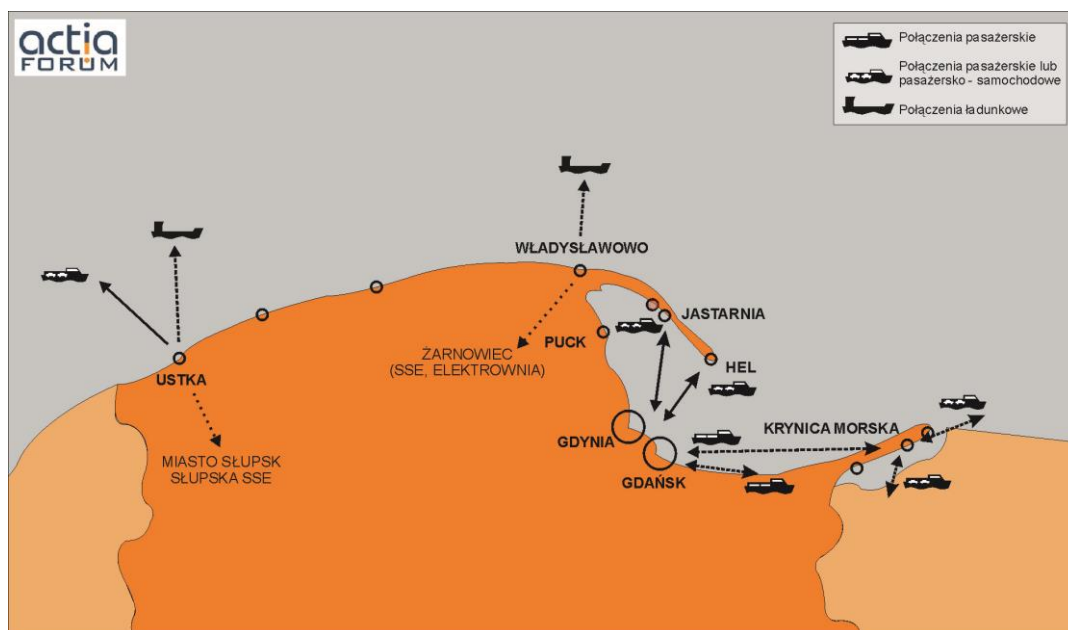 actia
FORUM
Połączenia pasażerskie
Połączenia pasażerskie lub
pasażersko - samochodowe
Połączenia ładunkowe
WŁADYSŁAWOWO
JASTARNIA
PUCK
ŻARNOWIEC
(SSE, ELEKTROWNIA)
HEL
USTKA
KRYNICA MORSKA
GDYNIA
MIASTO SŁUPSK
SŁUPSKA SSE
GDAŃSK